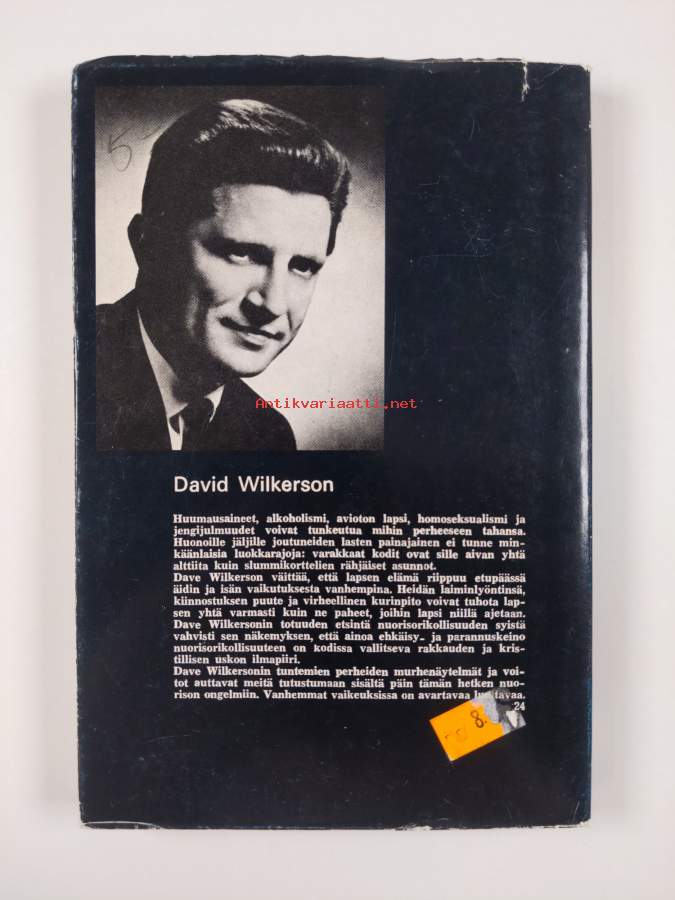 5-
Antikvariaatti.net
David Wilkerson
Huumausaineet, alkoholismi, avioton lapsi, homoseksualismi ja
jengijulmuudet voivat tunkeutua mihin perheeseen tahansa.
Huonoille jäljille joutuneiden lasten painajainen ei tunne min-
käänlaisia luokkarajoja: varakkaat kodit ovat sille aivan yhtä
alttiita kuin slummikorttelien rähjäiset asunnot.
Dave Wilkerson väittää, että lapsen elämä riippuu etupäässä
äidin ja isän vaikutuksesta vanhempina. Heidän laiminlyöntinsä,
kiinnostuksen puute ja virheellinen kurinpito voivat tuhota lap-
sen yhtä varmasti kuin ne paheet, joihin lapsi niillä ajetaan.
Dave Wilkersonin totuuden etsintä nuorisorikollisuuden syistä
vahvisti sen näkemyksen, että ainoa ehkäisy- ja parannuskeino
nuorisorikollisuuteen on kodissa vallitseva rakkauden ja kris-
tillisen uskon ilmapiiri.
Dave Wilkersonin tuntemien perheiden murhenäytelmät ja voi-
tot auttavat meitä tutustumaan sisältä päin tämän hetken nuo-
rison ongelmiin. Vanhemmat vaikeuksissa on avartavaa
24
8.